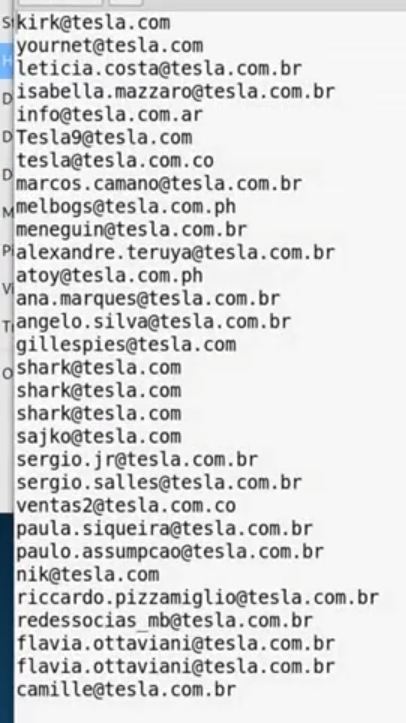 kirk@tesla.com
yournet@tesla.com
leticia.costa@tesla.com.br
isabella.mazzaro@tesla.com.br
info@tesla.com.ar
Tesla9@tesla.com
tesla@tesla.com.co
marcos.camano@tesla.com.br
melbogs@tesla.com.ph
meneguin@tesla.com.br
alexandre.teruya@tesla.com.br
atoy@tesla.com.ph
ana.marques@tesla.com.br
angelo.silva@tesla.com.br
gillespies@tesla.com
shark@tesla.com
shark@tesla.com
shark@tesla.com
sajko@tesla.com
sergio.jr@tesla.com.br
sergio.salles@tesla.com.br
ventas2@tesla.com.co
paula.siqueira@tesla.com.br
paulo.assumpcao@tesla.com.br
nik@tesla.com
riccardo.pizzamiglio@tesla.com.br
redessocias_mb@tesla.com.br
flavia.ottaviani@tesla.com.br
flavia.ottaviani@tesla.com.br
camille@tesla.com.br